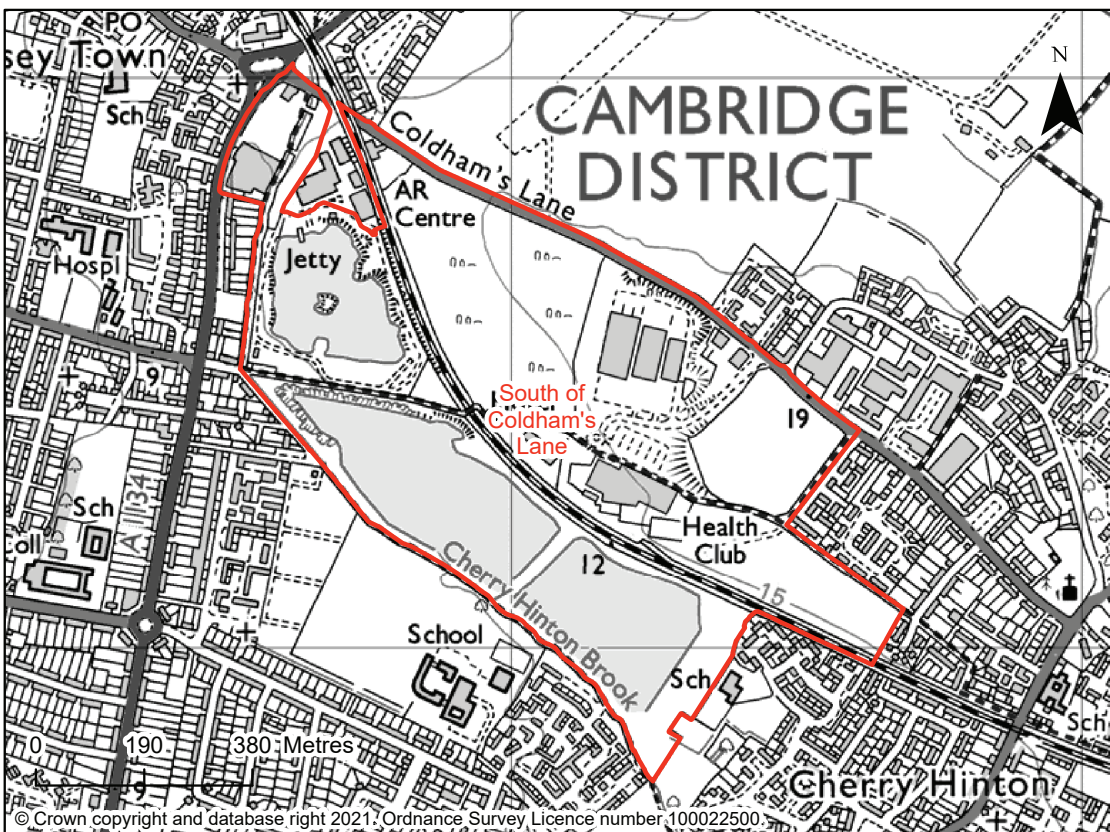 PO
sey Town
Sch
N
CAMBRIDGE
DISTRICT
Coldham's Lane
AR
Centre
Hospl
Jetty
9
South of
Coldham's
Lane
19
Sch
A1134
Coll
Health
Club
12
15
Cherry Hinton Brook
School
Sch
Sch
0 190 380 Metres
9
Cherry Hinton
© Crown copyright and database right 2021. Ordnance Survey Licence number 100022500.